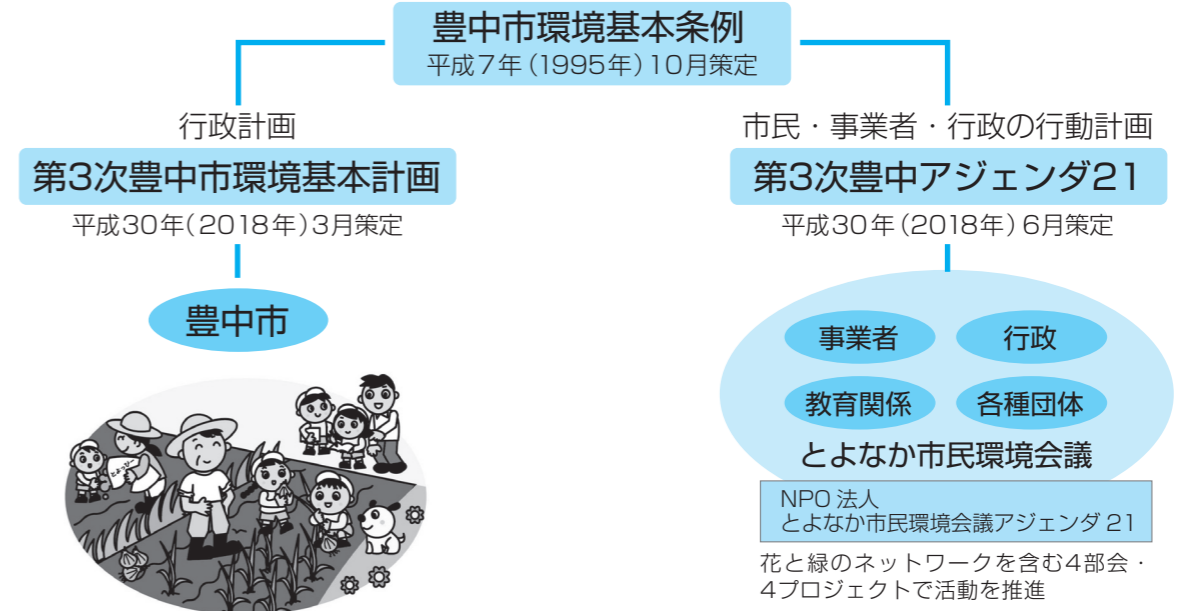 豊中市環境基本条例
平成7年(1995年)10月策定
行政計画
第3次豊中市環境基本計画
平成30年(2018年)3月策定
豊中市
とよっぴー
市民・事業者・行政の行動計画
第3次豊中アジェンダ21
平成30年(2018年)6月策定
事業者
行政
教育関係
各種団体
とよなか市民環境会議
NPO 法人
とよなか市民環境会議アジェンダ 21
花と緑のネットワークを含む4部会・
4プロジェクトで活動を推進